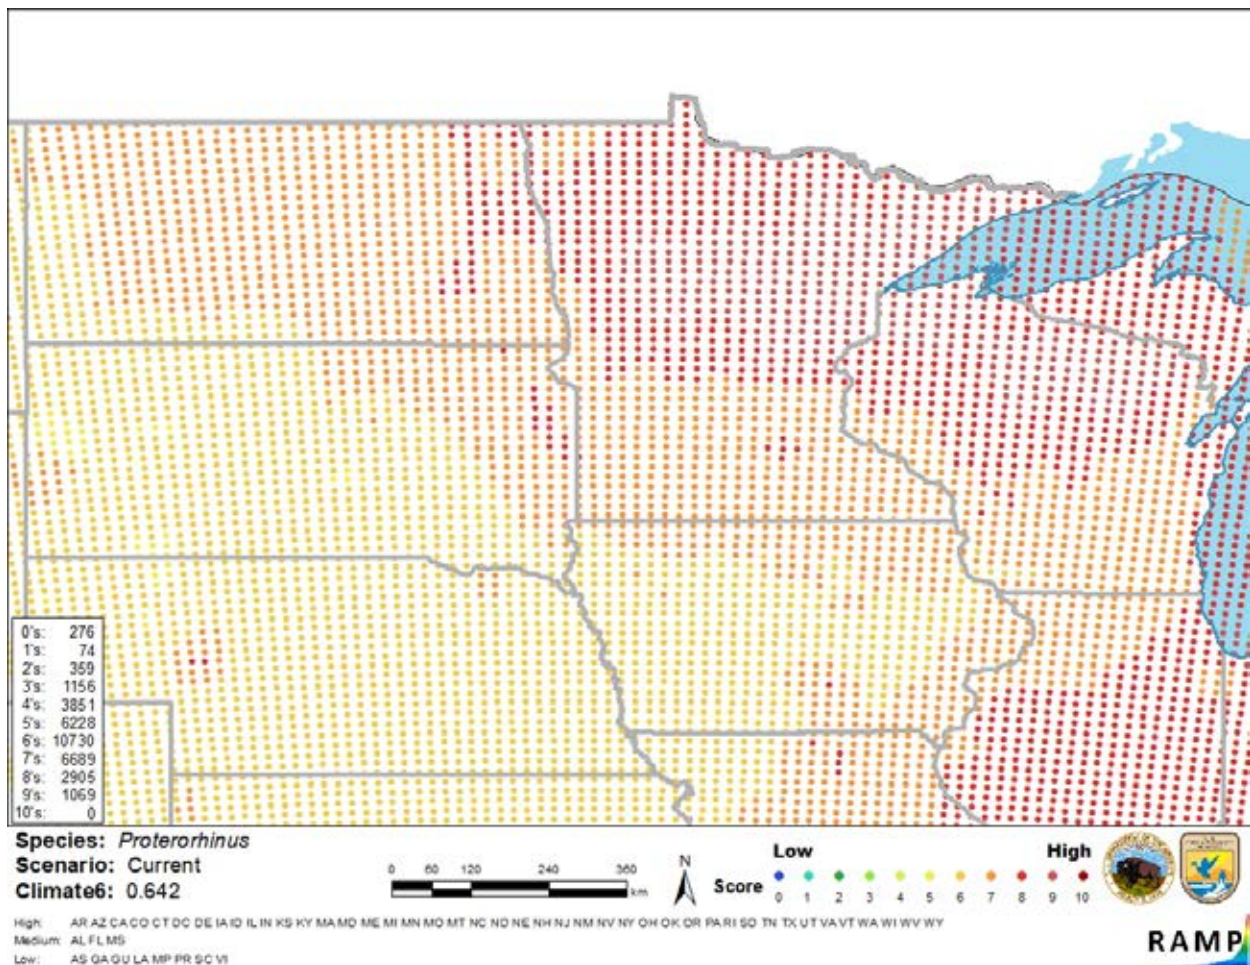 0's: 276
1's: 74
2's: 359
3's: 1156
4's: 3851
5's: 6228
6's: 10730
7's: 6689
8's: 2905
9's: 1069
10's: 0
Species: Proterorhinus
Scenario: Current
Climate6: 0.642
0 60 120 240 360
km
N
Low High
Score
0 1 2 3 4 5 6 7 8 9 10
High: AR AZ CA CO CT DC DE IA ID IL IN KS KY MA MD ME MI MN MO MT NC ND NE NH NJ NM NV NY OH OK OR PA RI SD TN TX UT VA VT WA WI WV WY
Medium: AL FL MS
Low: AS GA GU LA MP PR SC VI
RAMP